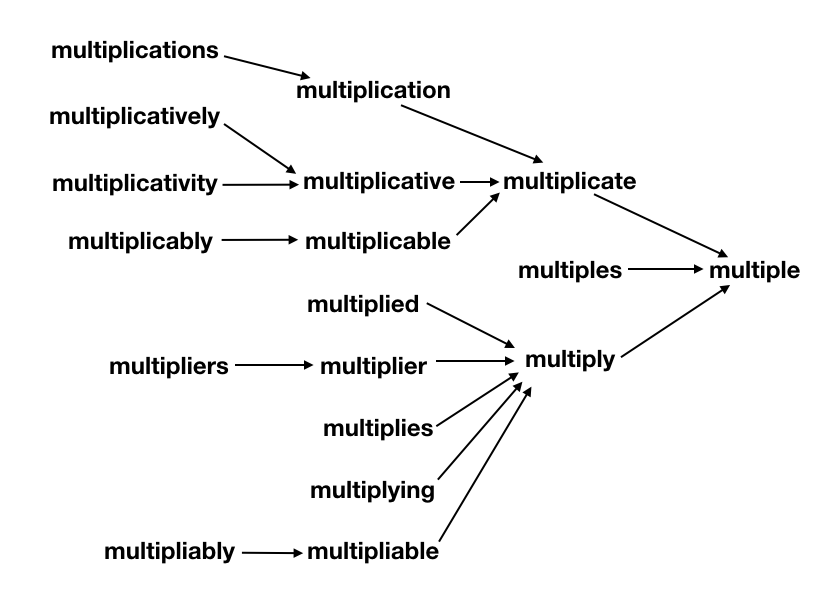 multiplications
multiplication
multiplicatively
multiplicativity
multiplicative
multiplicate
multiplicably
multiplicable
multiples
multiple
multiplied
multipliers
multiplier
multiply
multiplies
multiplying
multipliably
multipliable